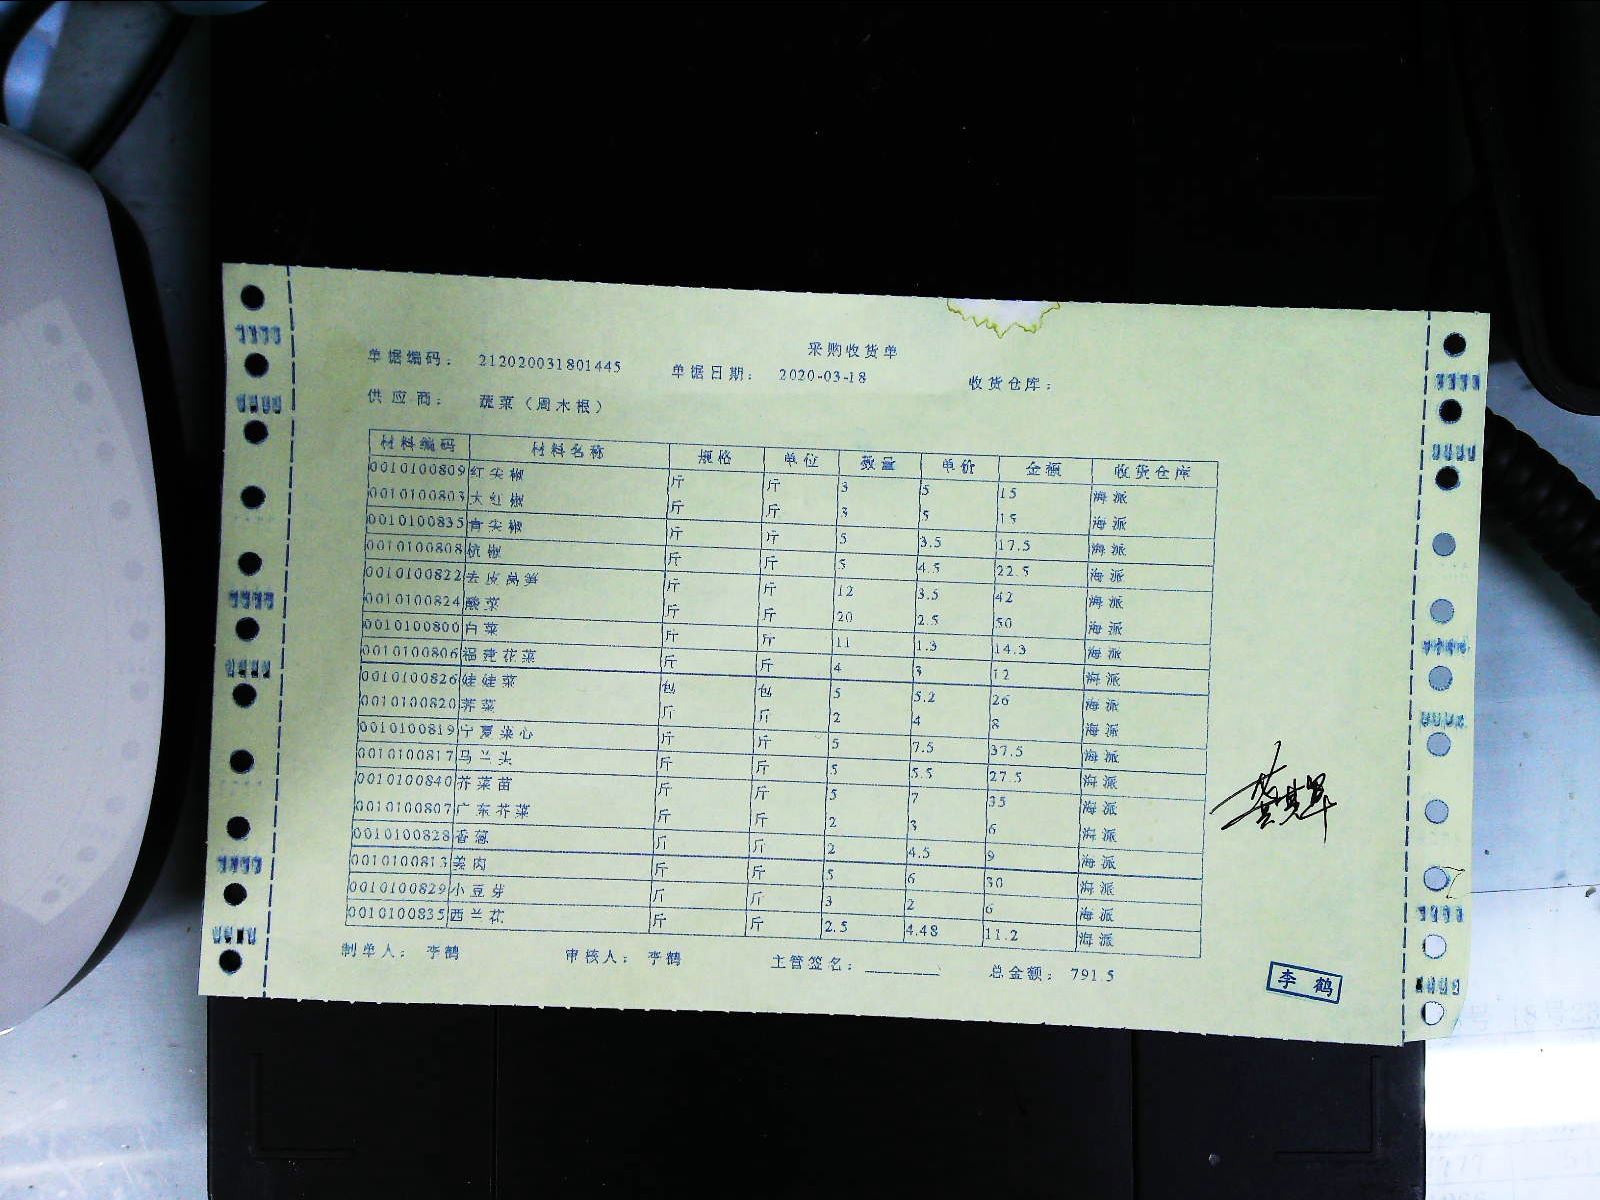 采购收货单
单据编码： 212020031801445 单据日期： 2020-03-18 收货仓库：
供应商： 蔬菜（周木根）
材料编码 材料名称 规格 单位 数量 单价 金额 收货仓库
0010100809 红尖椒 斤 斤 3 5 15 海派
0010100803 大红椒 斤 斤 3 5 15 海派
0010100835 青尖椒 斤 斤 5 3.5 17.5 海派
0010100808 杭椒 斤 斤 5 4.5 22.5 海派
0010100822 去皮莴笋 斤 斤 12 3.5 42 海派
0010100824 酸菜 斤 斤 20 2.5 50 海派
0010100800 白菜 斤 斤 11 1.3 14.3 海派
0010100806 福建花菜 斤 斤 4 3 12 海派
0010100826 娃娃菜 包 包 5 5.2 26 海派
0010100820 荠菜 斤 斤 2 4 8 海派
0010100819 宁夏菜心 斤 斤 5 7.5 37.5 海派
0010100817 马兰头 斤 斤 5 5.5 27.5 海派
0010100840 芥菜苗 斤 斤 5 7 35 海派
0010100807 广东芥菜 斤 斤 2 3 6 海派
0010100828 香葱 斤 斤 2 4.5 9 海派
0010100813 姜肉 斤 斤 5 6 30 海派
0010100829 小豆芽 斤 斤 3 2 6 海派
0010100835 西兰花 斤 斤 2.5 4.48 11.2 海派
制单人： 李鹤 审核人： 李鹤 主管签名： 总金额： 791.5
李鹤